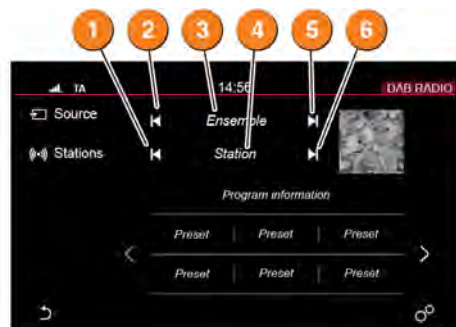 1 2 3 4 5 6
TA 14:56 DAB RADIO
Source Ensemble
Stations Station
Program information
Preset Preset Preset
Preset Preset Preset